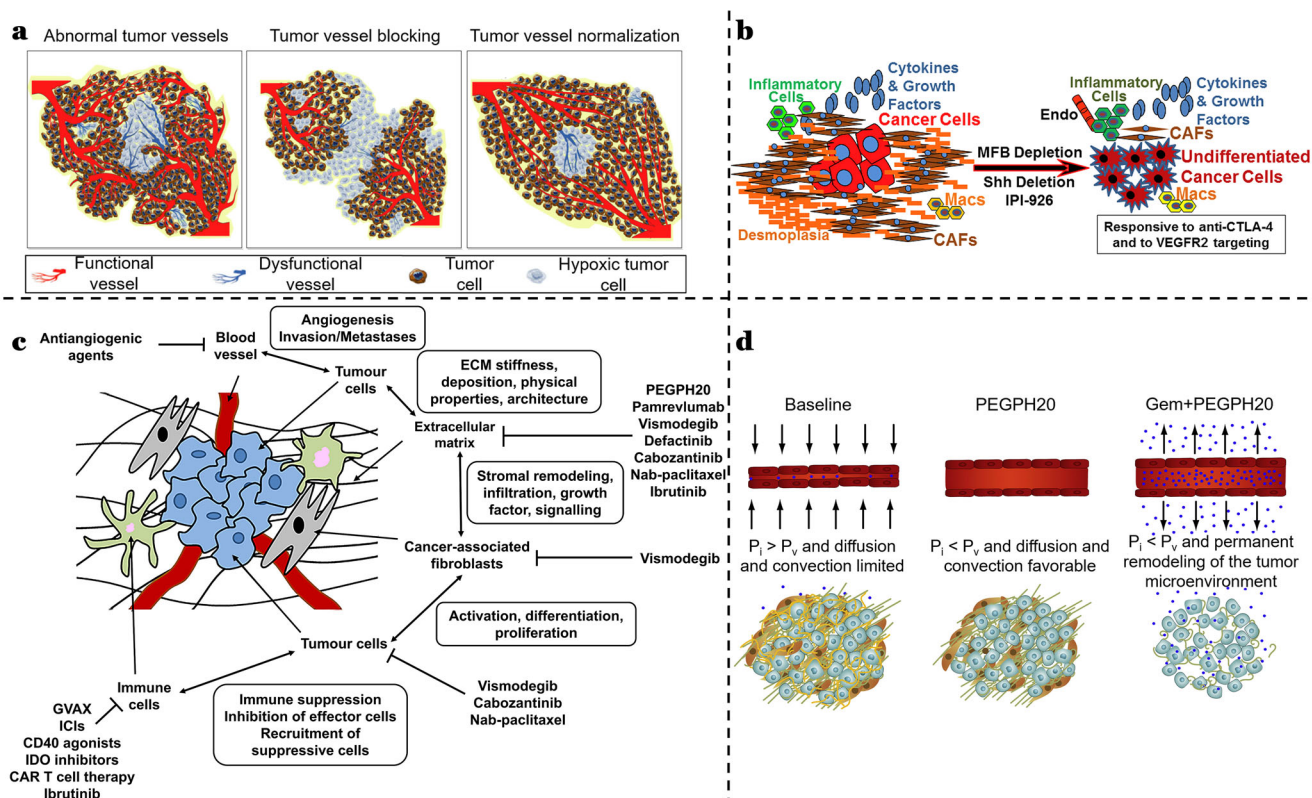 a
Abnormal tumor vessels
Tumor vessel blocking
Tumor vessel normalization
Functional
vessel
Dysfunctional
vessel
Tumor
cell
Hypoxic tumor
cell
b
Inflammatory
Cells
Cytokines
& Growth
Factors
Cancer Cells
Macs
CAFs
Desmoplasia
MFB Depletion
Shh Deletion
IPI-926
Inflammatory
Cells
Endo
Cytokines
& Growth
Factors
CAFs
Undifferentiated
Cancer Cells
Macs
Responsive to anti-CTLA-4
and to VEGFR2 targeting
c
Antiangiogenic
agents
Blood
vessel
Angiogenesis
Invasion/Metastases
Tumour
cells
ECM stiffness,
deposition, physical
properties, architecture
Extracellular
matrix
PEGPH20
Pamrevlumab
Vismodegib
Defactinib
Cabozantinib
Nab-paclitaxel
Ibrutinib
Stromal remodeling,
infiltration, growth
factor, signalling
Cancer-associated
fibroblasts
Vismodegib
Activation, differentiation,
proliferation
Tumour cells
Vismodegib
Cabozantinib
Nab-paclitaxel
Immune
cells
Immune suppression
Inhibition of effector cells
Recruitment of
suppressive cells
GVAX
ICIs
CD40 agonists
IDO inhibitors
CAR T cell therapy
Ibrutinib
d
Baseline
PEGPH20
Gem+PEGPH20
Pi > Pv and diffusion
and convection limited
Pi < Pv and diffusion and
convection favorable
Pi < Pv and permanent
remodeling of the tumor
microenvironment